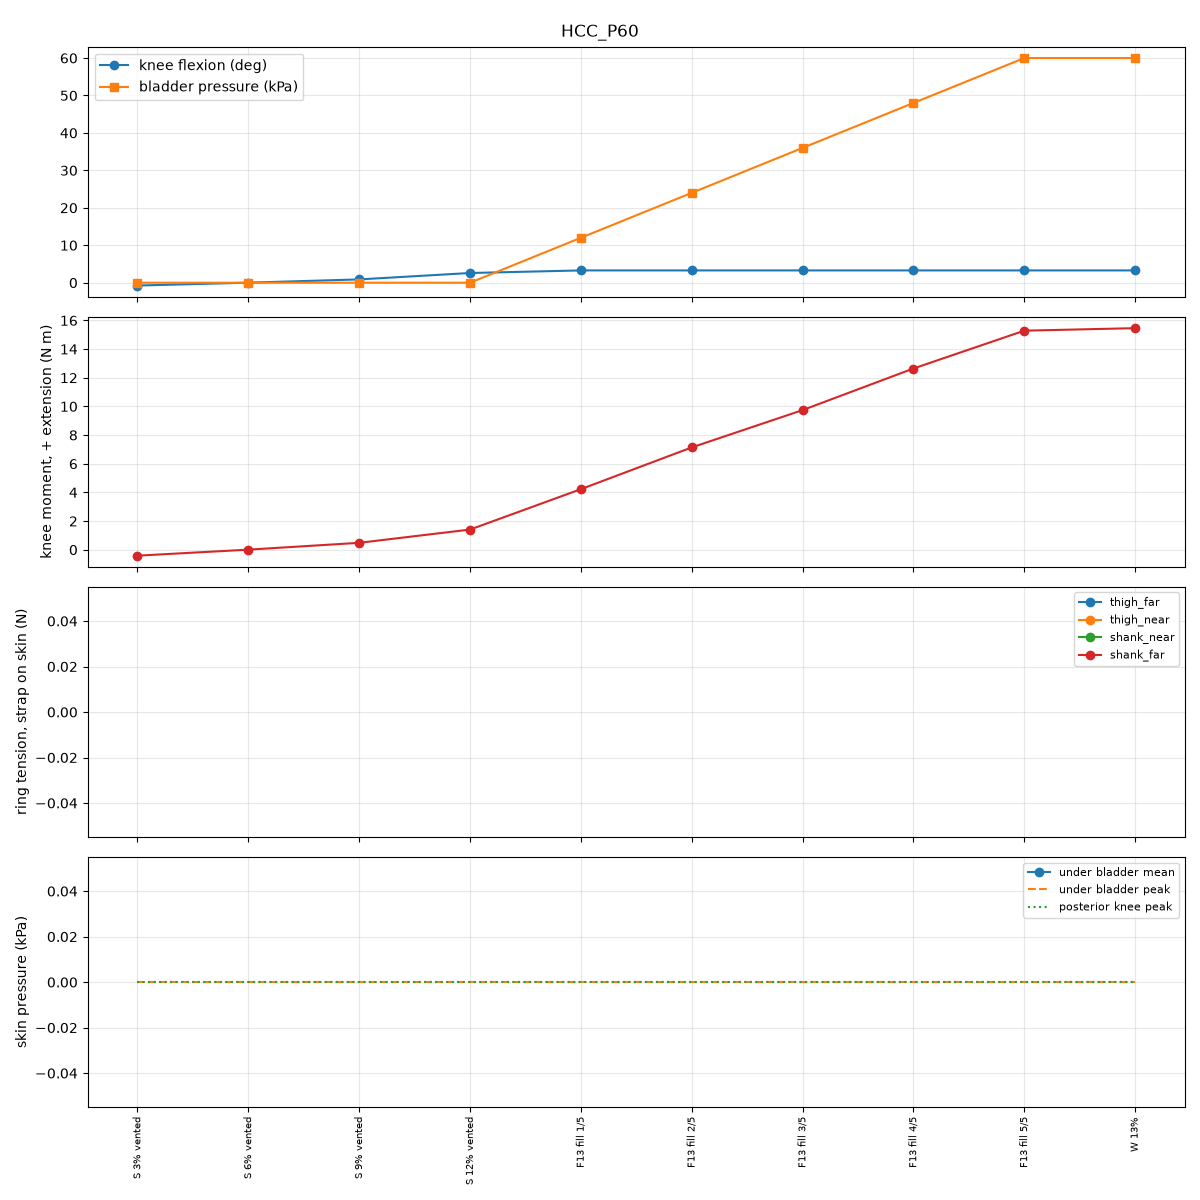 HCC_P60
knee flexion (deg)
bladder pressure (kPa)
60
50
40
30
20
10
0
knee moment, + extension (N m)
16
14
12
10
8
6
4
2
0
ring tension, strap on skin (N)
0.04
0.02
0.00
−0.02
−0.04
thigh_far
thigh_near
shank_near
shank_far
skin pressure (kPa)
0.04
0.02
0.00
−0.02
−0.04
under bladder mean
under bladder peak
posterior knee peak
S 3% vented
S 6% vented
S 9% vented
S 12% vented
F13 fill 1/5
F13 fill 2/5
F13 fill 3/5
F13 fill 4/5
F13 fill 5/5
W 13%